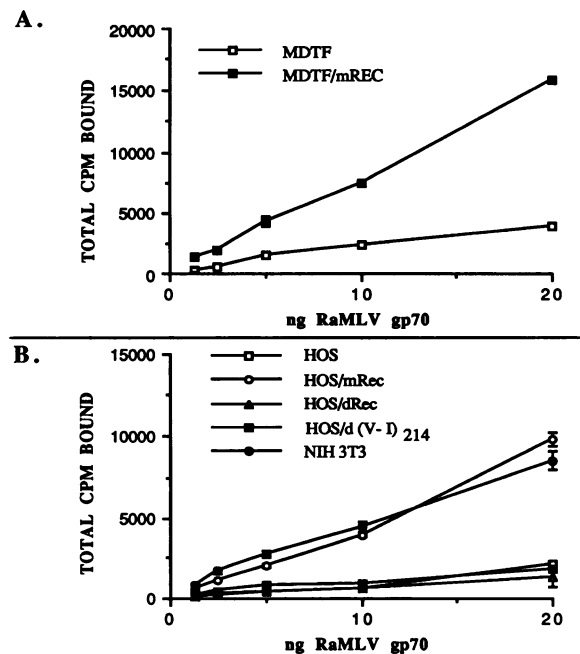 A.
20000
15000
10000
5000
0
TOTAL CPM BOUND
MDTF
MDTF/mREC
0 10 20
ng RaMLV gp70
B.
15000
10000
5000
0
TOTAL CPM BOUND
HOS
HOS/mRec
HOS/dRec
HOS/d (V- I) 214
NIH 3T3
0 10 20
ng RaMLV gp70